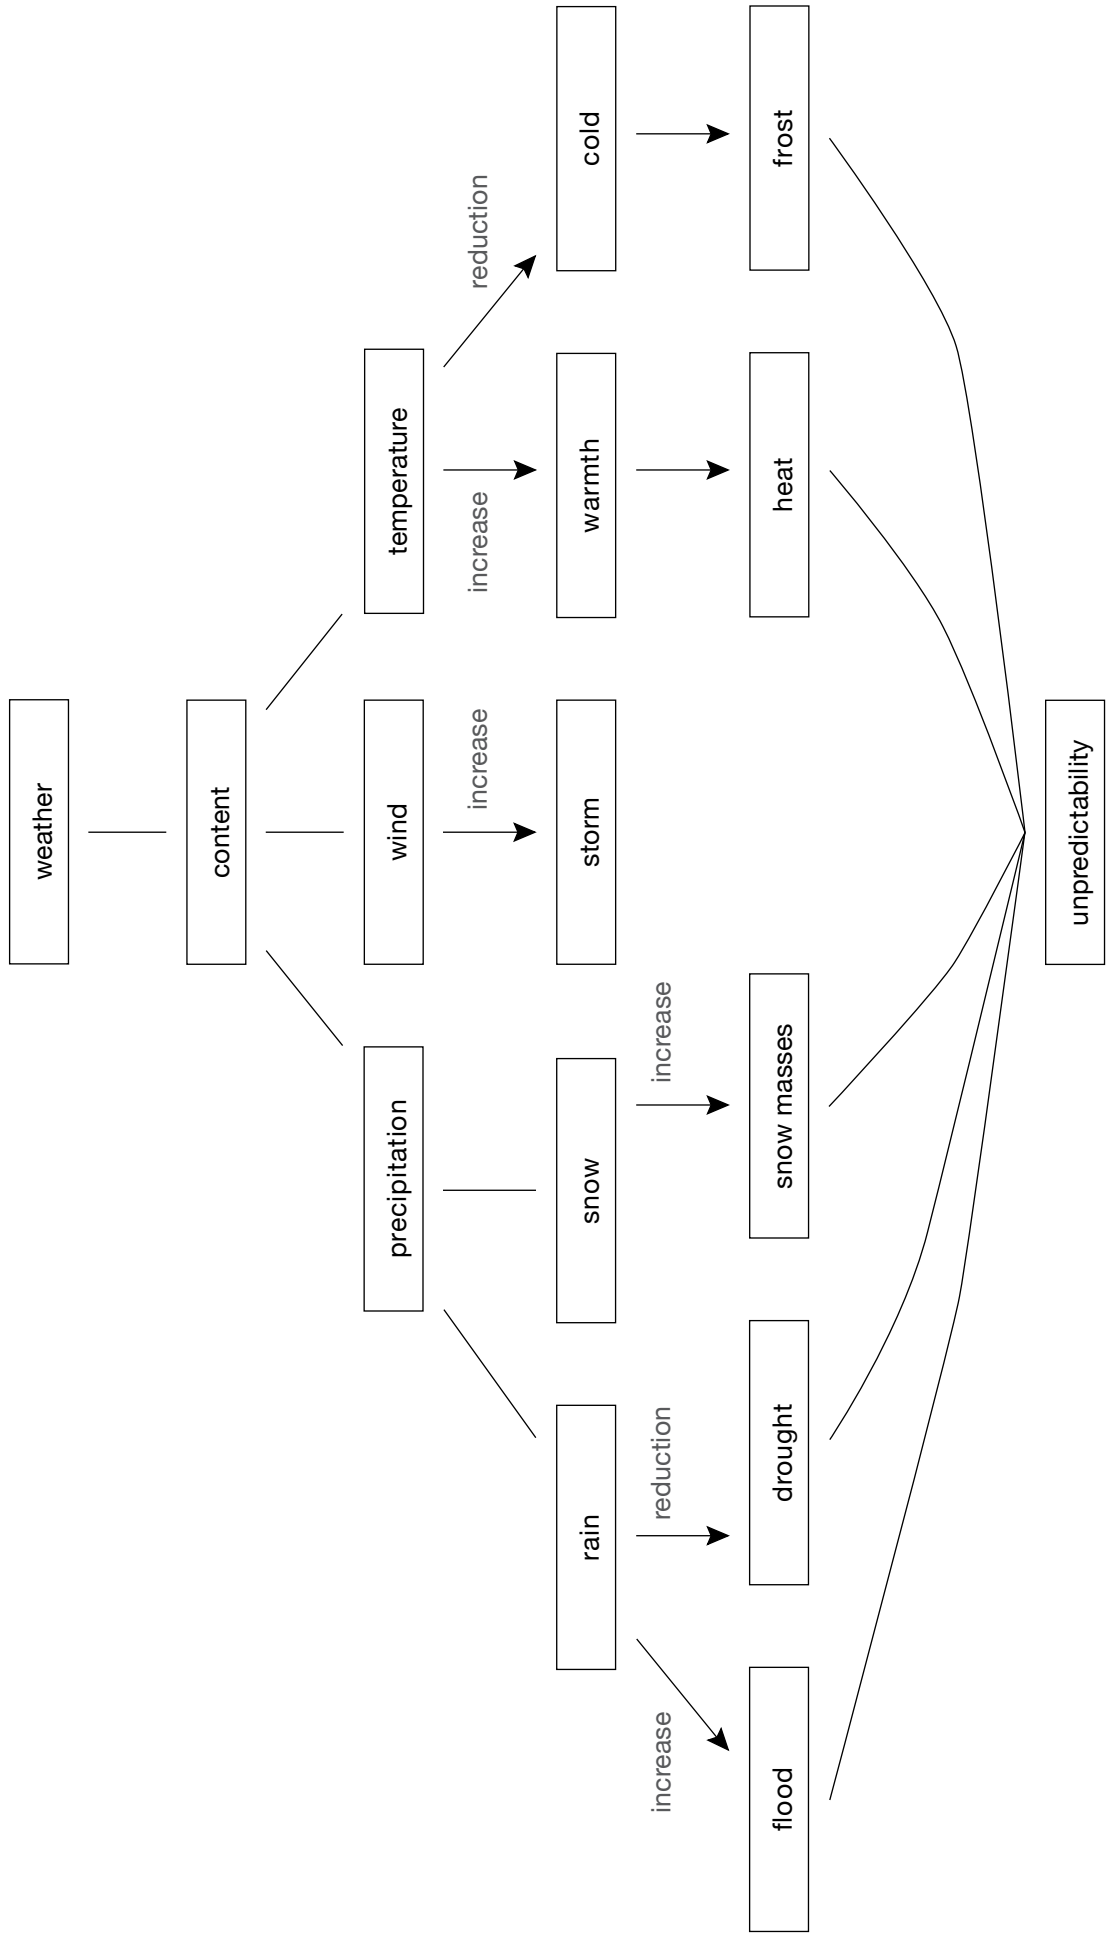 weather
content
precipitation
wind
temperature
increase
increase
reduction
rain
snow
storm
warmth
cold
increase
reduction
increase
flood
drought
snow masses
heat
frost
unpredictability